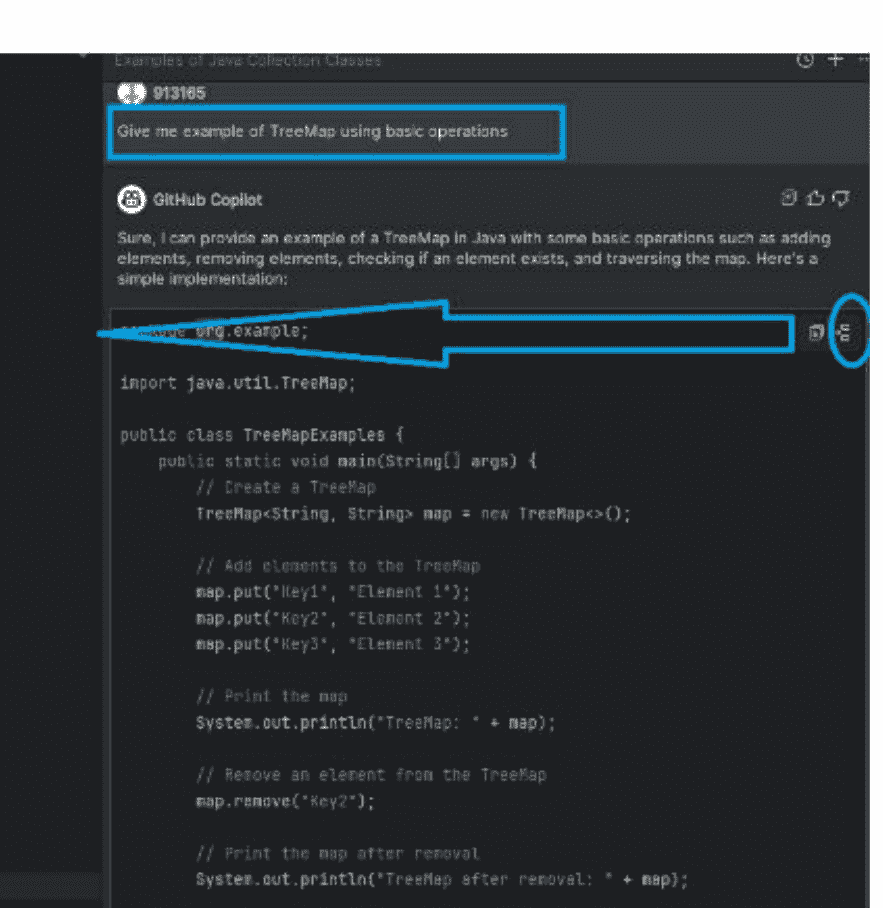 Examples of Java Collection Classes
913165
Give me example of TreeMap using basic operations
GitHub Copilot
Sure, I can provide an example of a TreeMap in Java with some basic operations such as adding
elements, removing elements, checking if an element exists, and traversing the map. Here's a
simple implementation:
org.example;
import java.util.TreeMap;
public class TreeMapExamples {
public static void main(String[] args) {
// Create a TreeMap
TreeMap<String, String> map = new TreeMap<>();
// Add elements to the TreeMap
map.put("Key1", "Element 1");
map.put("Key2", "Element 2");
map.put("Key3", "Element 3");
// Print the map
System.out.println("TreeMap: " + map);
// Remove an element from the TreeMap
map.remove("Key2");
// Print the map after removal
System.out.println("TreeMap after removal: " + map);